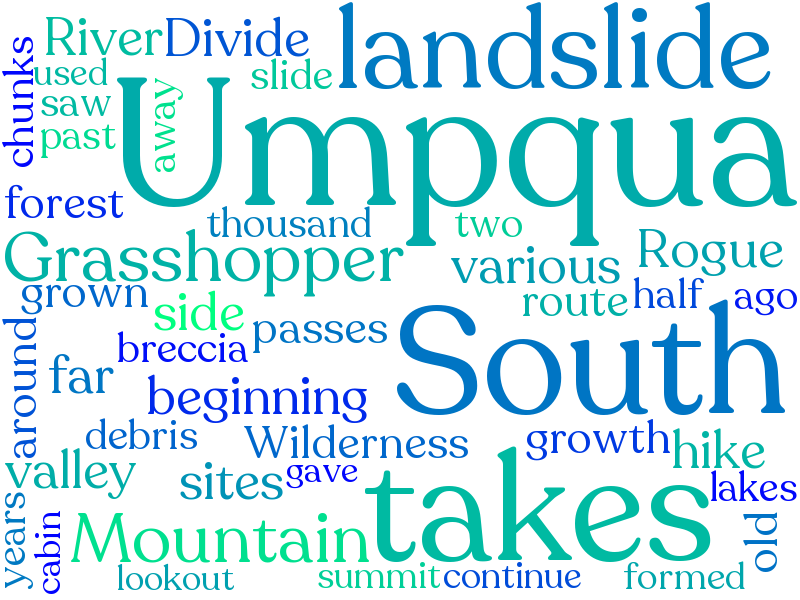 River
Divide
landslide
used
slide
chunks
saw
past
away
Umpqua
forest
thousand
two
Grasshopper
various
Rogue
grown
side
route
half
ago
around
breccia
passes
South
far
beginning
debris
Wilderness
growth
hike
valley
sites
gave
takes
lakes
years
cabin
Mountain
old
lookout
summit
continue
formed